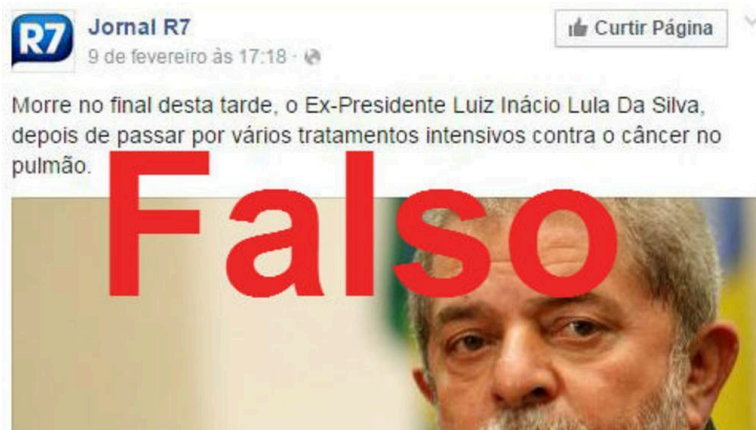 R7
Jornal R7
9 de fevereiro às 17:18 ·
Curtir Página
Morre no final desta tarde, o Ex-Presidente Luiz Inácio Lula Da Silva,
depois de passar por vários tratamentos intensivos contra o câncer no
pulmão.
Falso